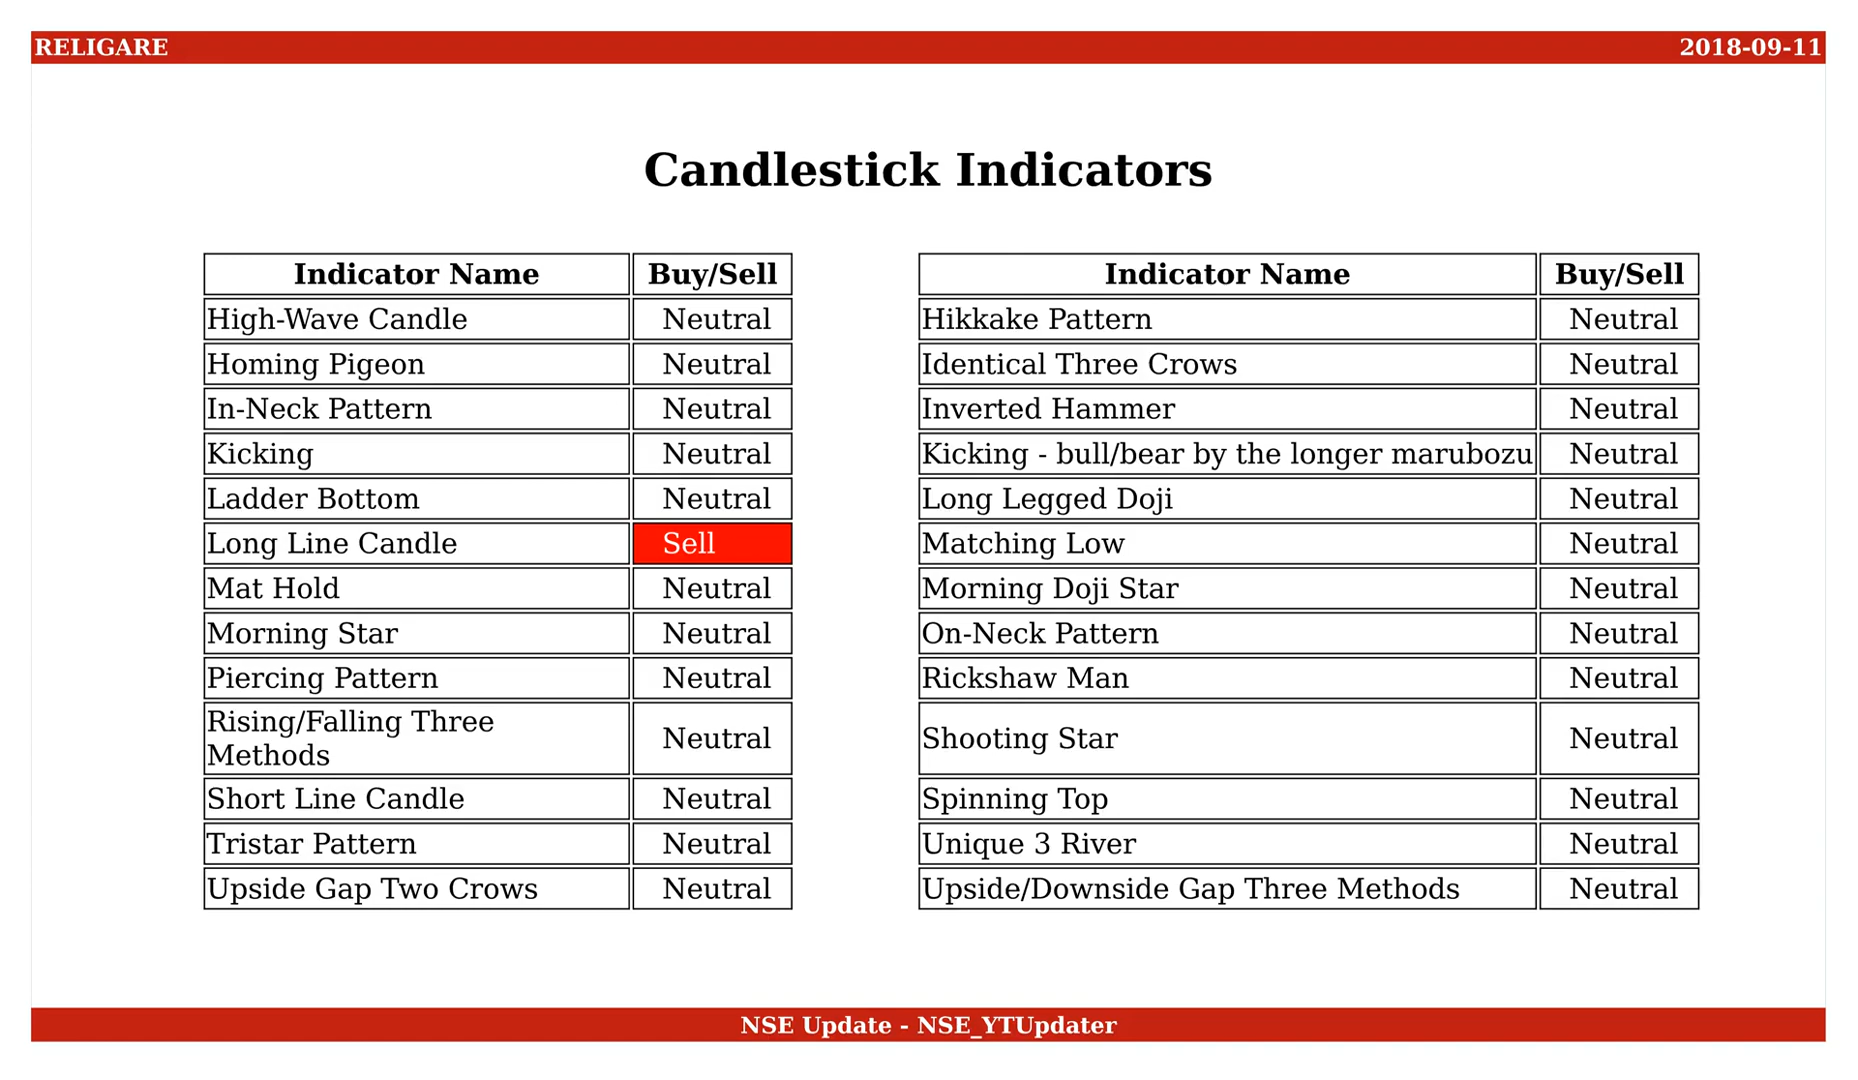 RELIGARE 2018-09-11
Candlestick Indicators
Indicator Name Buy/Sell Indicator Name Buy/Sell
High-Wave Candle Neutral Hikkake Pattern Neutral
Homing Pigeon Neutral Identical Three Crows Neutral
In-Neck Pattern Neutral Inverted Hammer Neutral
Kicking Neutral Kicking - bull/bear by the longer marubozu Neutral
Ladder Bottom Neutral Long Legged Doji Neutral
Long Line Candle Sell Matching Low Neutral
Mat Hold Neutral Morning Doji Star Neutral
Morning Star Neutral On-Neck Pattern Neutral
Piercing Pattern Neutral Rickshaw Man Neutral
Rising/Falling Three
Methods Neutral Shooting Star Neutral
Short Line Candle Neutral Spinning Top Neutral
Tristar Pattern Neutral Unique 3 River Neutral
Upside Gap Two Crows Neutral Upside/Downside Gap Three Methods Neutral
NSE Update - NSE_YTUpdater